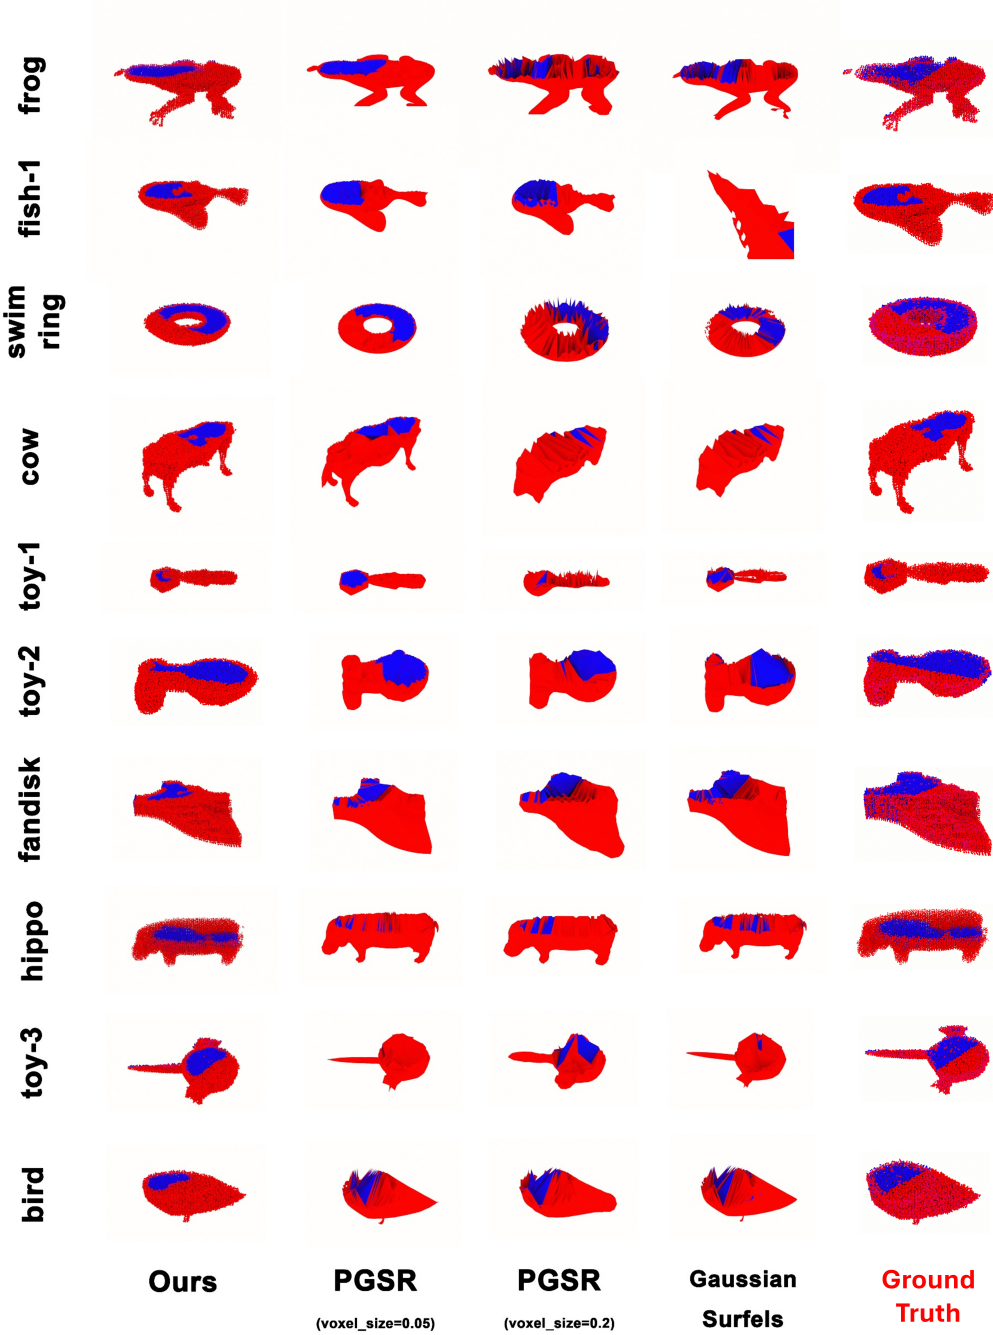 frog
fish-1
swim
ring
cow
toy-1
toy-2
fandisk
hippo
toy-3
bird
Ours
PGSR
(voxel_size=0.05)
PGSR
(voxel_size=0.2)
Gaussian
Surfels
Ground
Truth